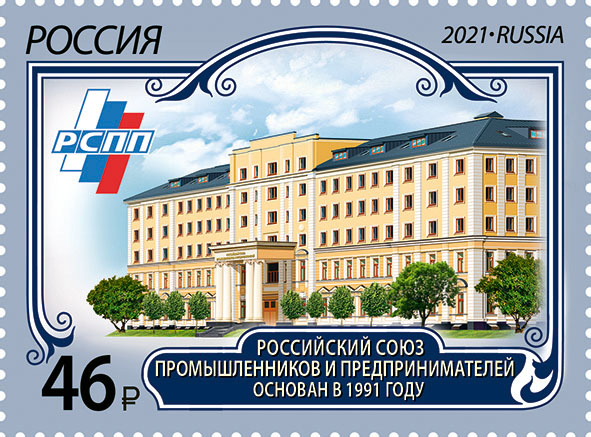 РОССИЯ
2021 • RUSSIA
РСПП
РОССИЙСКИЙ СОЮЗ
ПРОМЫШЛЕННИКОВ И ПРЕДПРИНИМАТЕЛЕЙ
ОСНОВАН В 1991 ГОДУ
46 ₽